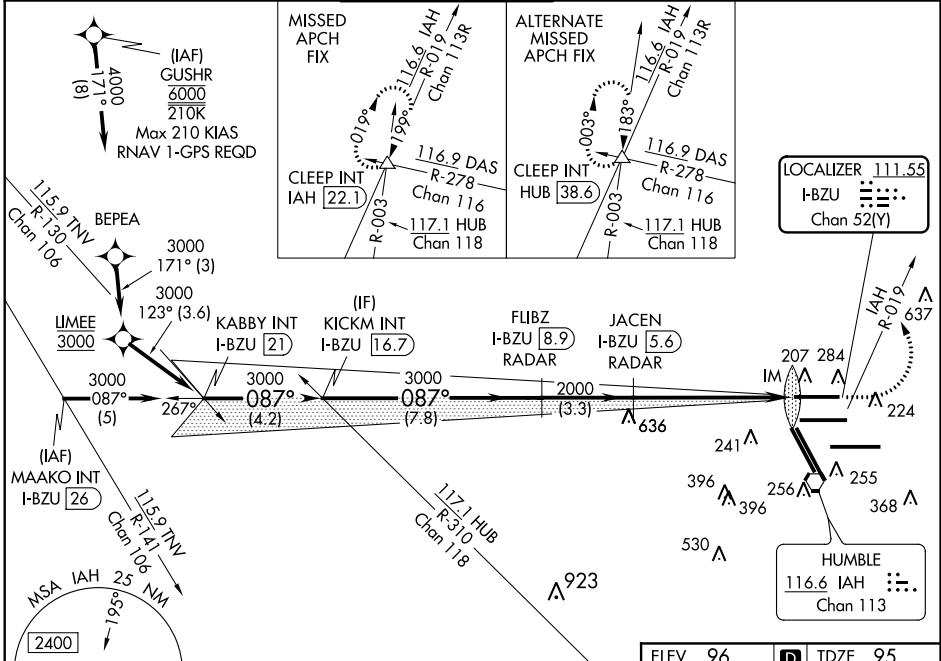 (IAF)
GUSHR
6000
210K
Max 210 KIAS
RNAV 1-GPS REQD
4000
171°
(8)
MISSED
APCH
FIX
116.6 IAH
R-019
Chan 113R
019°
199°
116.9 DAS
R-278
Chan 116
CLEEP INT
IAH 22.1
R-003
117.1 HUB
Chan 118
ALTERNATE
MISSED
APCH FIX
116.6 IAH
R-019
Chan 113R
003°
183°
116.9 DAS
R-278
Chan 116
CLEEP INT
HUB 38.6
R-003
117.1 HUB
Chan 118
LOCALIZER 111.55
I-BZU
Chan 52(Y)
115.9 TNV
R-130
Chan 106
BEPEA
3000
171° (3)
3000
123° (3.6)
LIMEE
3000
KABBY INT
I-BZU 21
(IF)
KICKM INT
I-BZU 16.7
FLIBZ
I-BZU 8.9
RADAR
JACEN
I-BZU 5.6
RADAR
IAH
R-019
637
207
284
IM
3000
087°
(5)
267°
3000
087°
(4.2)
3000
087°
(7.8)
2000
(3.3)
636
224
241
255
256
396
396
368
530
923
(IAF)
MAAKO INT
I-BZU 26
115.9 TNV
R-141
Chan 106
117.1 HUB
R-310
Chan 118
HUMBLE
116.6 IAH
Chan 113
MSA IAH 25 NM
195°
2400
ELEV 96
D
TDZE 95